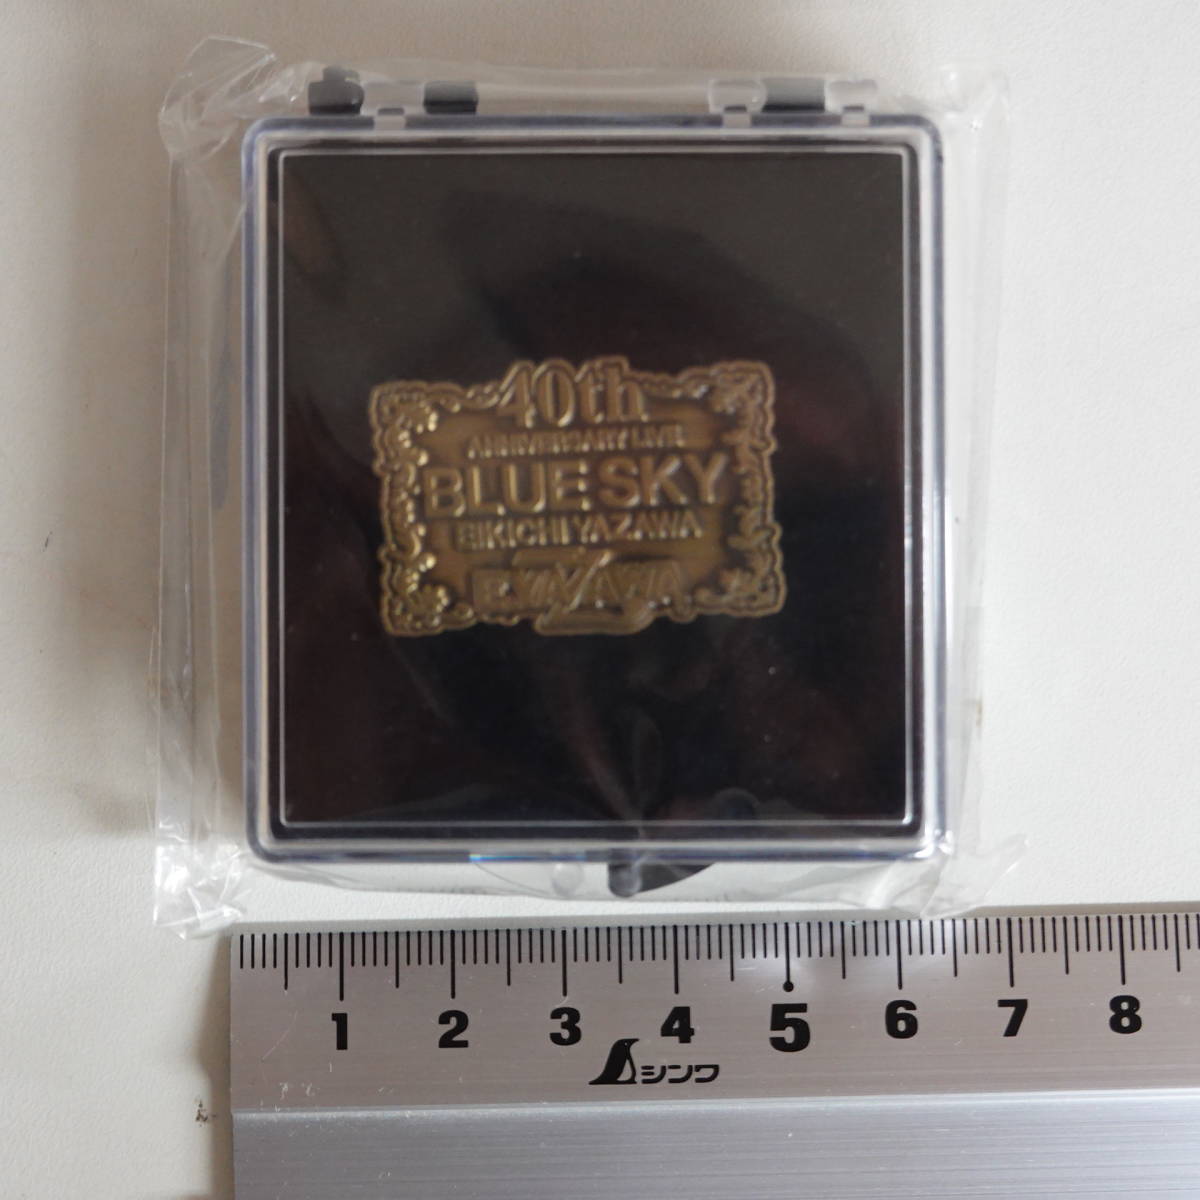 40th
ANNIVERSARY LIVE
BLUE SKY
EIKICHI YAZAWA
E.YAZAWA
1 2 3 4 5 6 7 8
シンワ